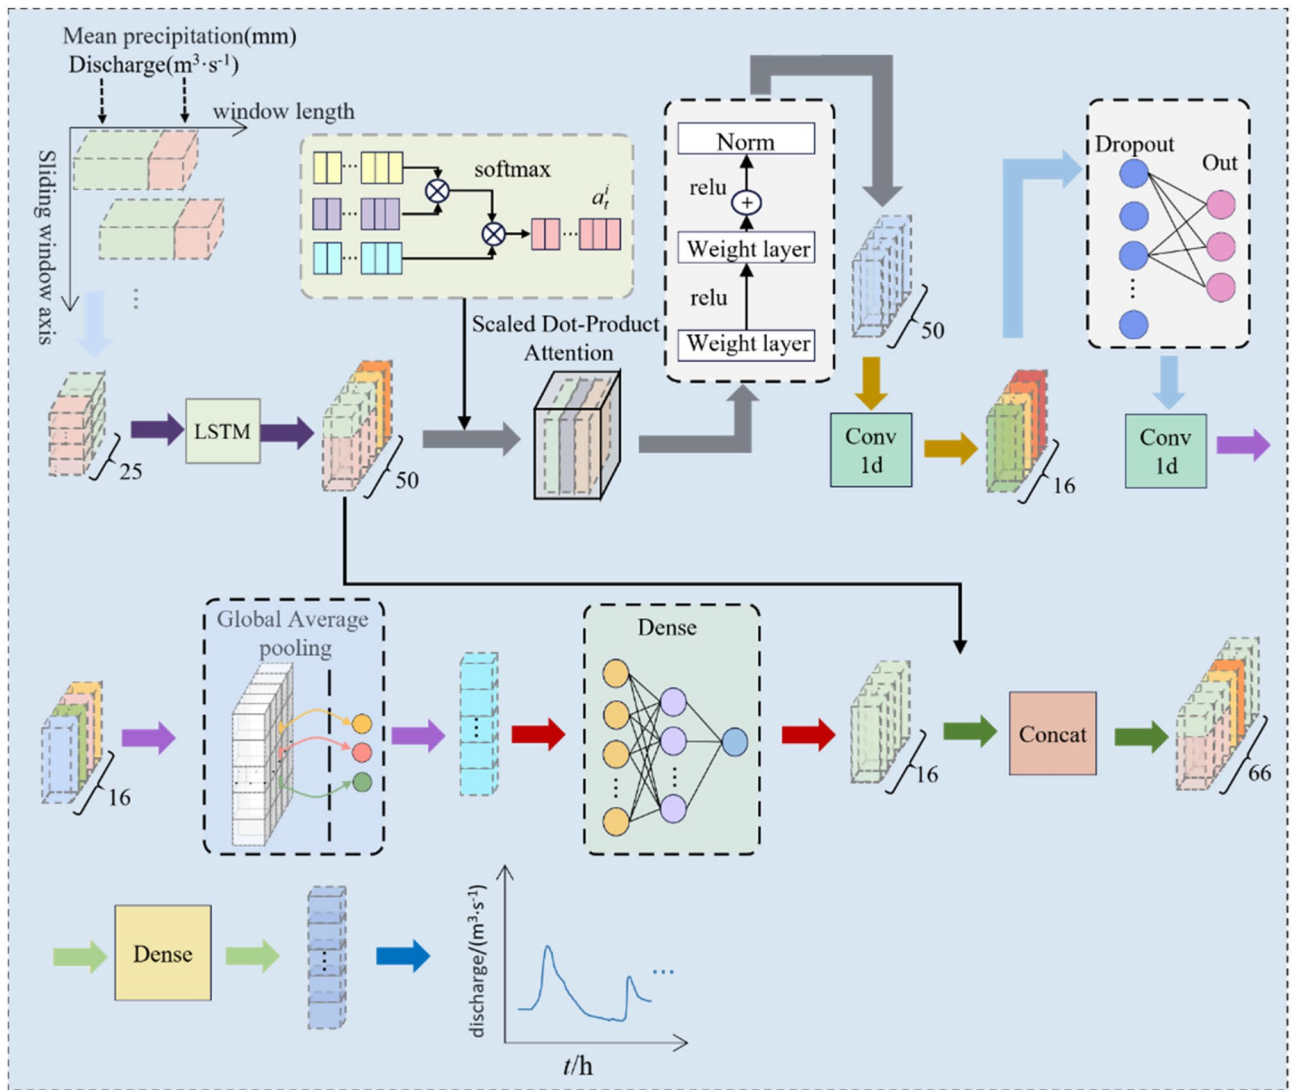 Mean precipitation(mm)
Discharge(m³·s⁻¹)
window length
Sliding window axis
...
softmax
a_t^i
Scaled Dot-Product
Attention
Norm
relu
+
Weight layer
relu
Weight layer
50
Dropout
Out
25
LSTM
50
Conv
1d
16
Conv
1d
Global Average
pooling
16
Dense
16
Concat
66
Dense
discharge/(m³·s⁻¹)
...
t/h